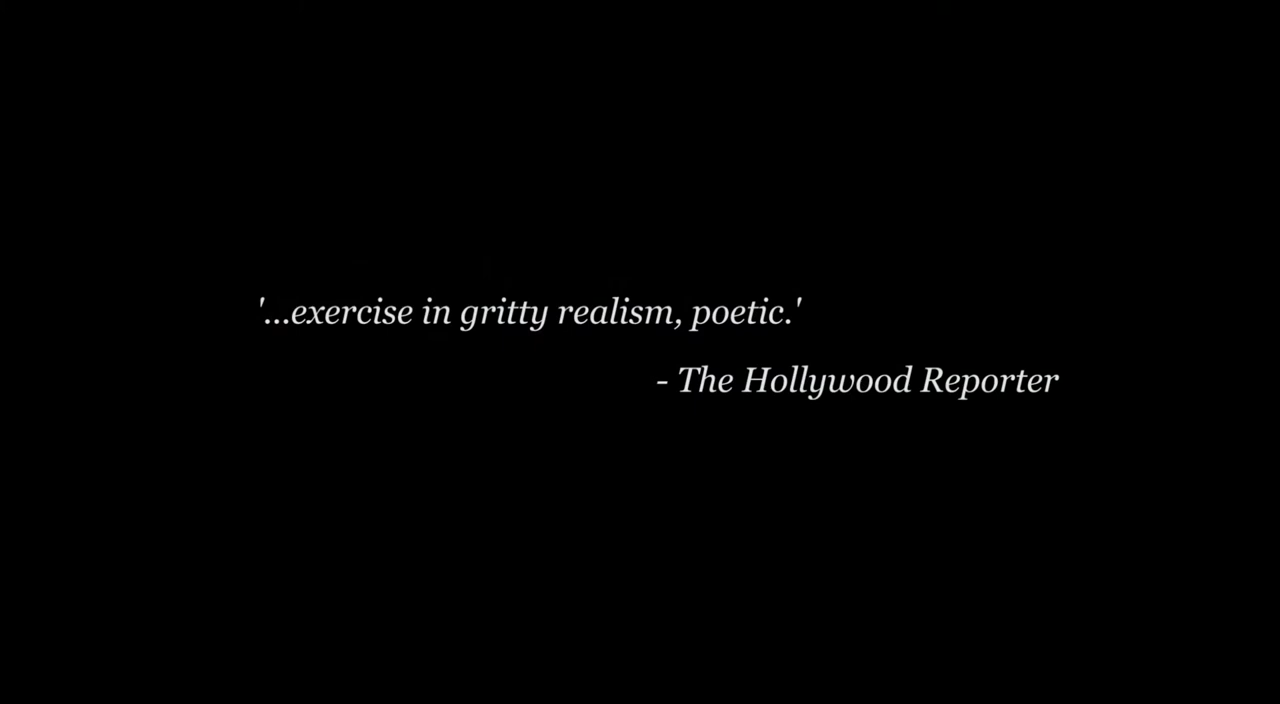 '...exercise in gritty realism, poetic.'
- The Hollywood Reporter